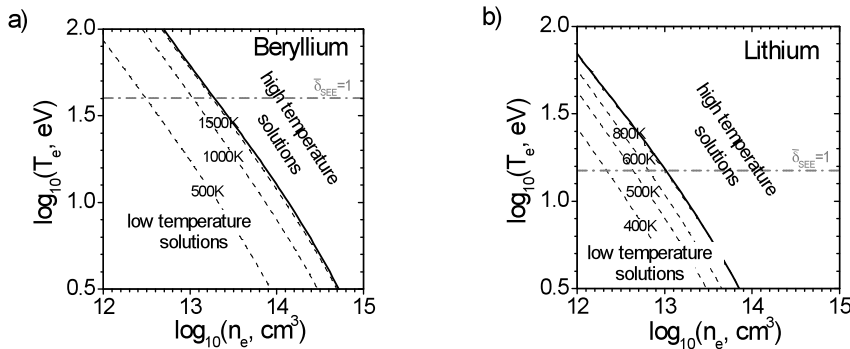 a)
Beryllium
2.0
1.5
1.0
0.5
log10(Te, eV)
δ̄SEE=1
high temperature
solutions
1500K
1000K
500K
low temperature
solutions
12
13
14
15
log10(ne, cm³)
b)
Lithium
2.0
1.5
1.0
0.5
log10(Te, eV)
high temperature
solutions
δ̄SEE=1
800K
600K
500K
400K
low temperature
solutions
12
13
14
15
log10(ne, cm³)